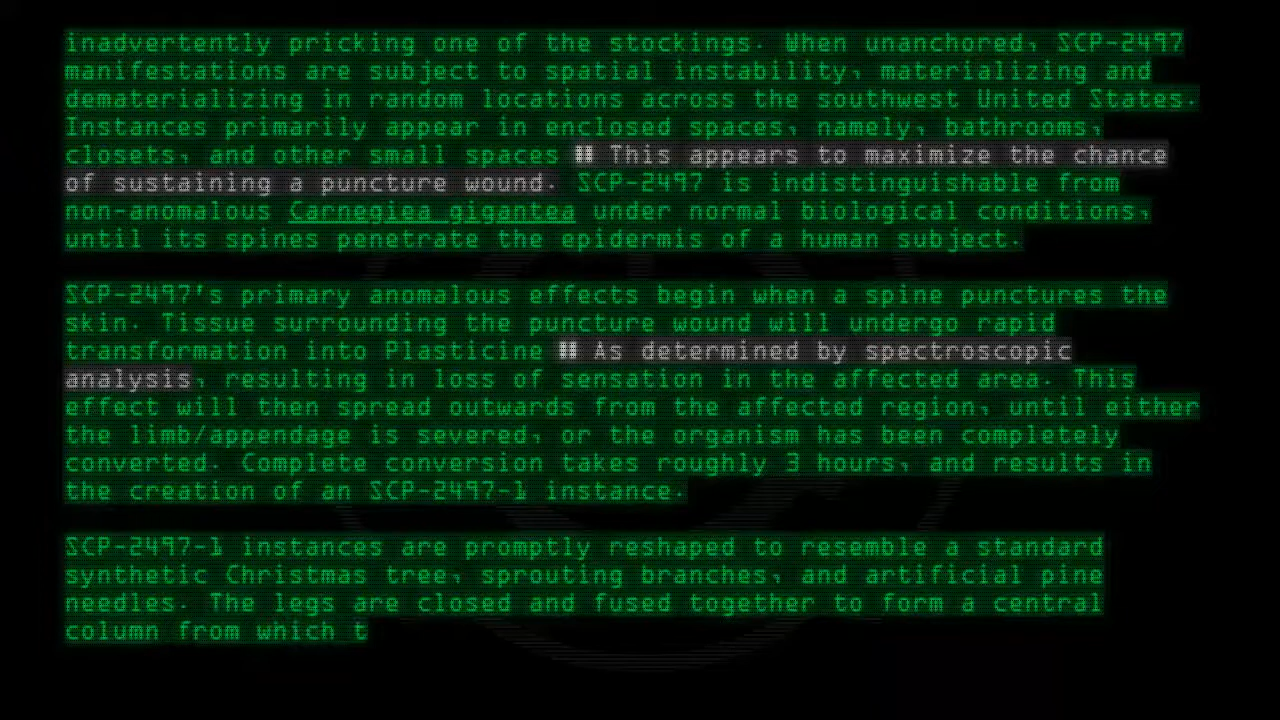 inadvertently pricking one of the stockings. When unanchored, SCP-2497
manifestations are subject to spatial instability, materializing and
dematerializing in random locations across the southwest United States.
Instances primarily appear in enclosed spaces, namely, bathrooms,
closets, and other small spaces ## This appears to maximize the chance
of sustaining a puncture wound. SCP-2497 is indistinguishable from
non-anomalous Carnegiea gigantea under normal biological conditions,
until its spines penetrate the epidermis of a human subject.
SCP-2497's primary anomalous effects begin when a spine punctures the
skin. Tissue surrounding the puncture wound will undergo rapid
transformation into Plasticine ## As determined by spectroscopic
analysis, resulting in loss of sensation in the affected area. This
effect will then spread outwards from the affected region, until either
the limb/appendage is severed, or the organism has been completely
converted. Complete conversion takes roughly 3 hours, and results in
the creation of an SCP-2497-1 instance.
SCP-2497-1 instances are promptly reshaped to resemble a standard
synthetic Christmas tree, sprouting branches, and artificial pine
needles. The legs are closed and fused together to form a central
column from which t